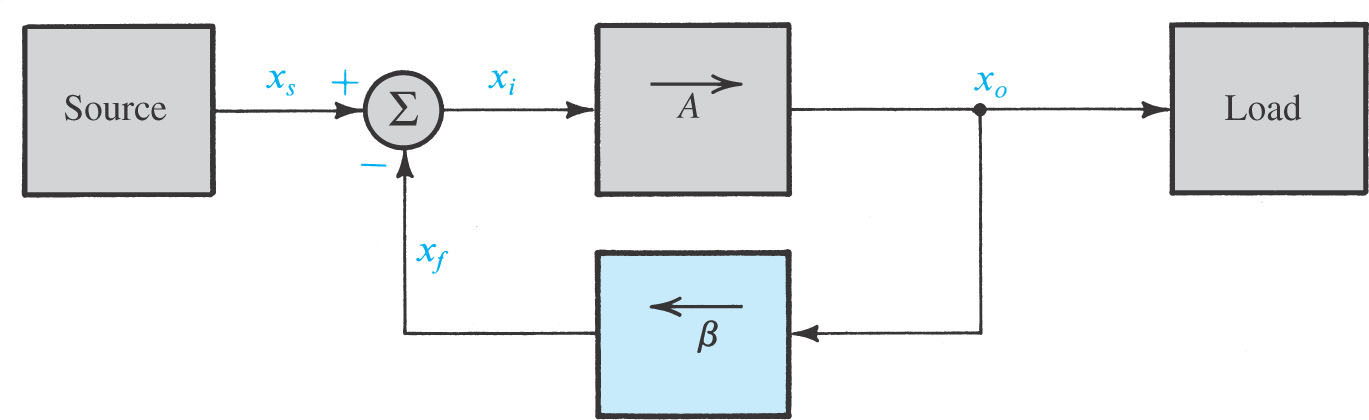 Source
x_s
+
Σ
−
x_i
A
x_o
Load
x_f
β